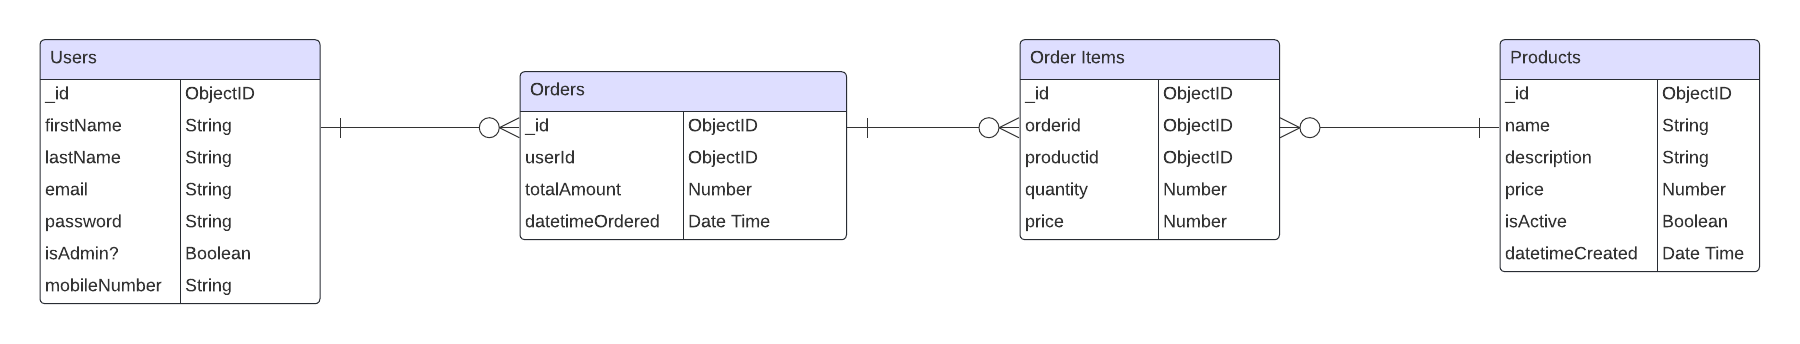 Users
_id ObjectID
firstName String
lastName String
email String
password String
isAdmin? Boolean
mobileNumber String
Orders
_id ObjectID
userId ObjectID
totalAmount Number
datetimeOrdered Date Time
Order Items
_id ObjectID
orderid ObjectID
productid ObjectID
quantity Number
price Number
Products
_id ObjectID
name String
description String
price Number
isActive Boolean
datetimeCreated Date Time